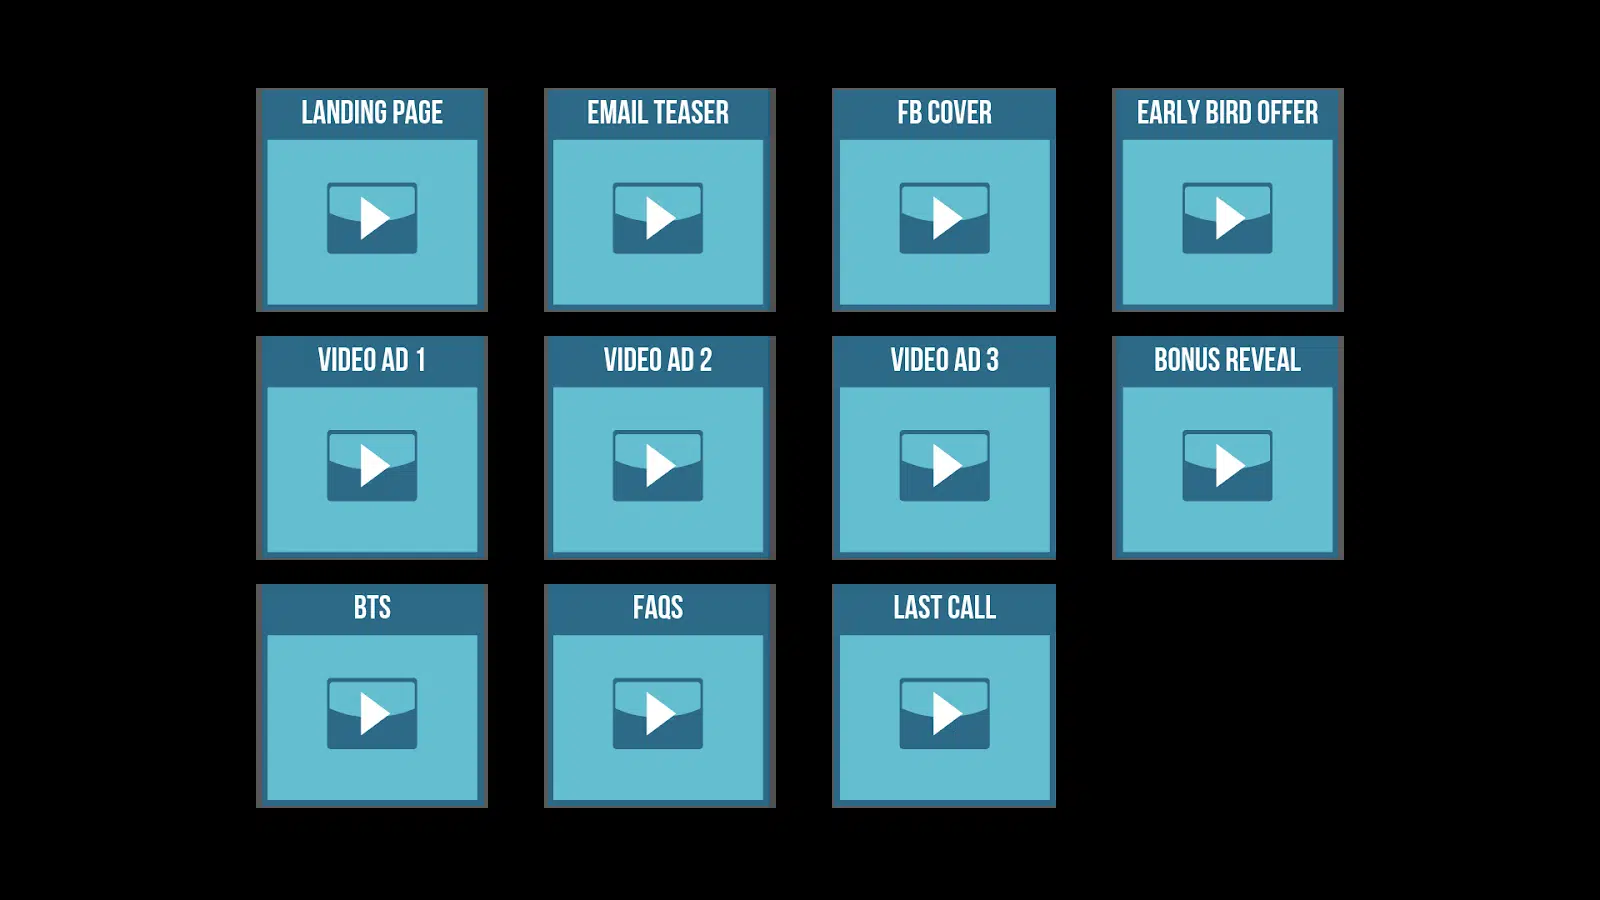 LANDING PAGE
EMAIL TEASER
FB COVER
EARLY BIRD OFFER
VIDEO AD 1
VIDEO AD 2
VIDEO AD 3
BONUS REVEAL
BTS
FAQS
LAST CALL